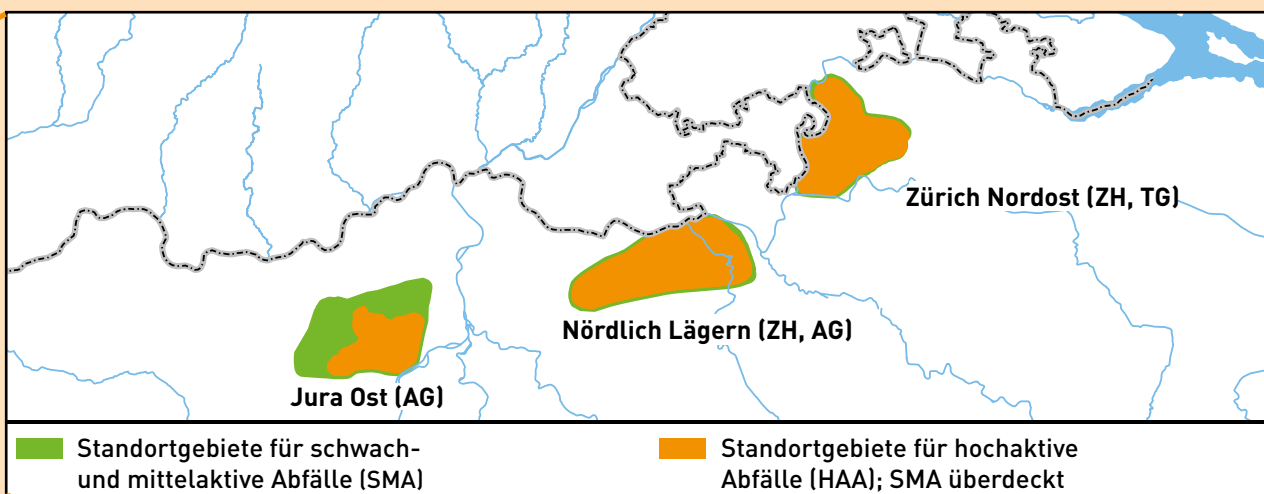 Zürich Nordost (ZH, TG)
Nördlich Lägern (ZH, AG)
Jura Ost (AG)
Standortgebiete für schwach-
und mittelaktive Abfälle (SMA)
Standortgebiete für hochaktive
Abfälle (HAA); SMA überdeckt